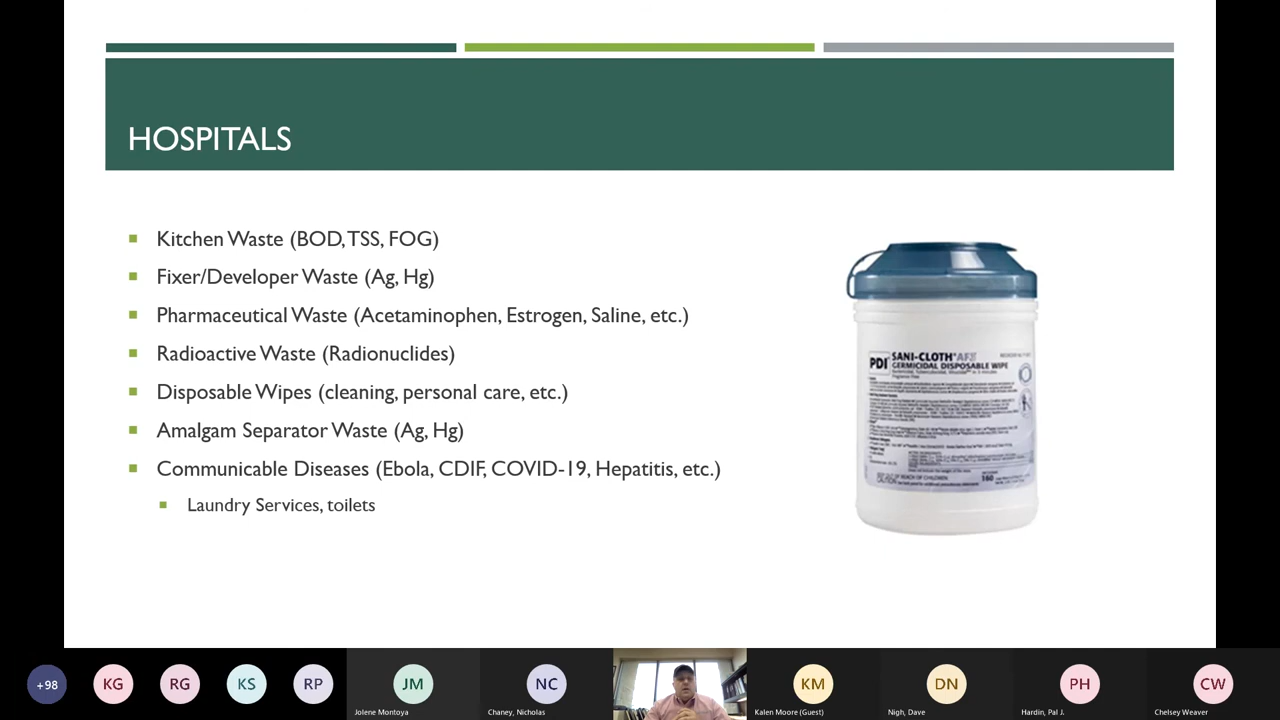 HOSPITALS
Kitchen Waste (BOD, TSS, FOG)
Fixer/Developer Waste (Ag, Hg)
Pharmaceutical Waste (Acetaminophen, Estrogen, Saline, etc.)
Radioactive Waste (Radionuclides)
Disposable Wipes (cleaning, personal care, etc.)
Amalgam Separator Waste (Ag, Hg)
Communicable Diseases (Ebola, CDIF, COVID-19, Hepatitis, etc.)
Laundry Services, toilets
PDI SANI-CLOTH AF3
GERMICIDAL DISPOSABLE WIPE
160
+98
KG
RG
KS
RP
JM
Jolene Montoya
NC
Chaney, Nicholas
KM
Kalen Moore (Guest)
DN
Nigh, Dave
PH
Hardin, Pal J.
CW
Chelsey Weaver